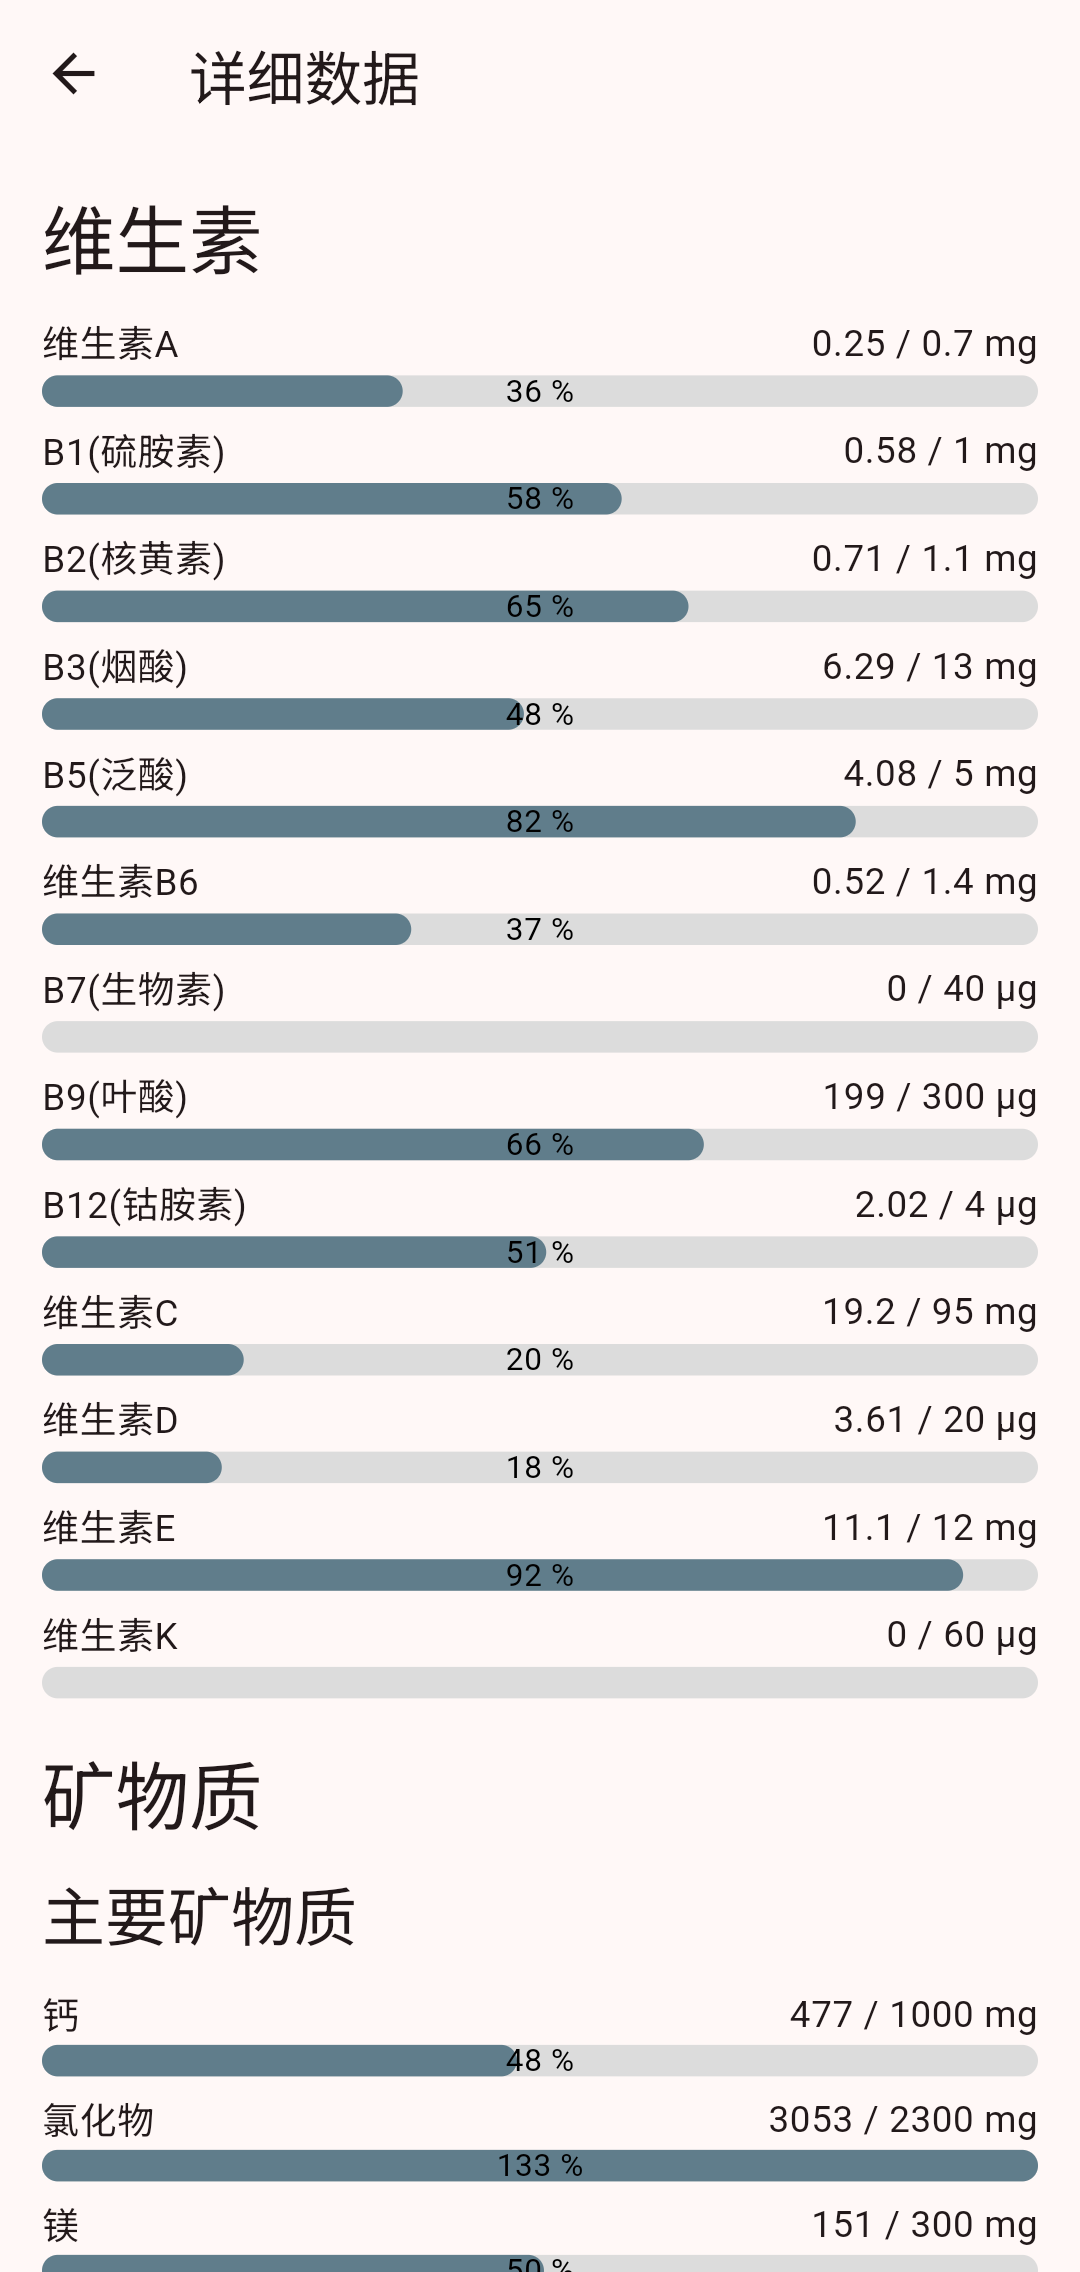 详细数据
维生素
维生素A 0.25 / 0.7 mg
36 %
B1(硫胺素) 0.58 / 1 mg
58 %
B2(核黄素) 0.71 / 1.1 mg
65 %
B3(烟酸) 6.29 / 13 mg
48 %
B5(泛酸) 4.08 / 5 mg
82 %
维生素B6 0.52 / 1.4 mg
37 %
B7(生物素) 0 / 40 µg
B9(叶酸) 199 / 300 µg
66 %
B12(钴胺素) 2.02 / 4 µg
51 %
维生素C 19.2 / 95 mg
20 %
维生素D 3.61 / 20 µg
18 %
维生素E 11.1 / 12 mg
92 %
维生素K 0 / 60 µg
矿物质
主要矿物质
钙 477 / 1000 mg
48 %
氯化物 3053 / 2300 mg
133 %
镁 151 / 300 mg
50 %